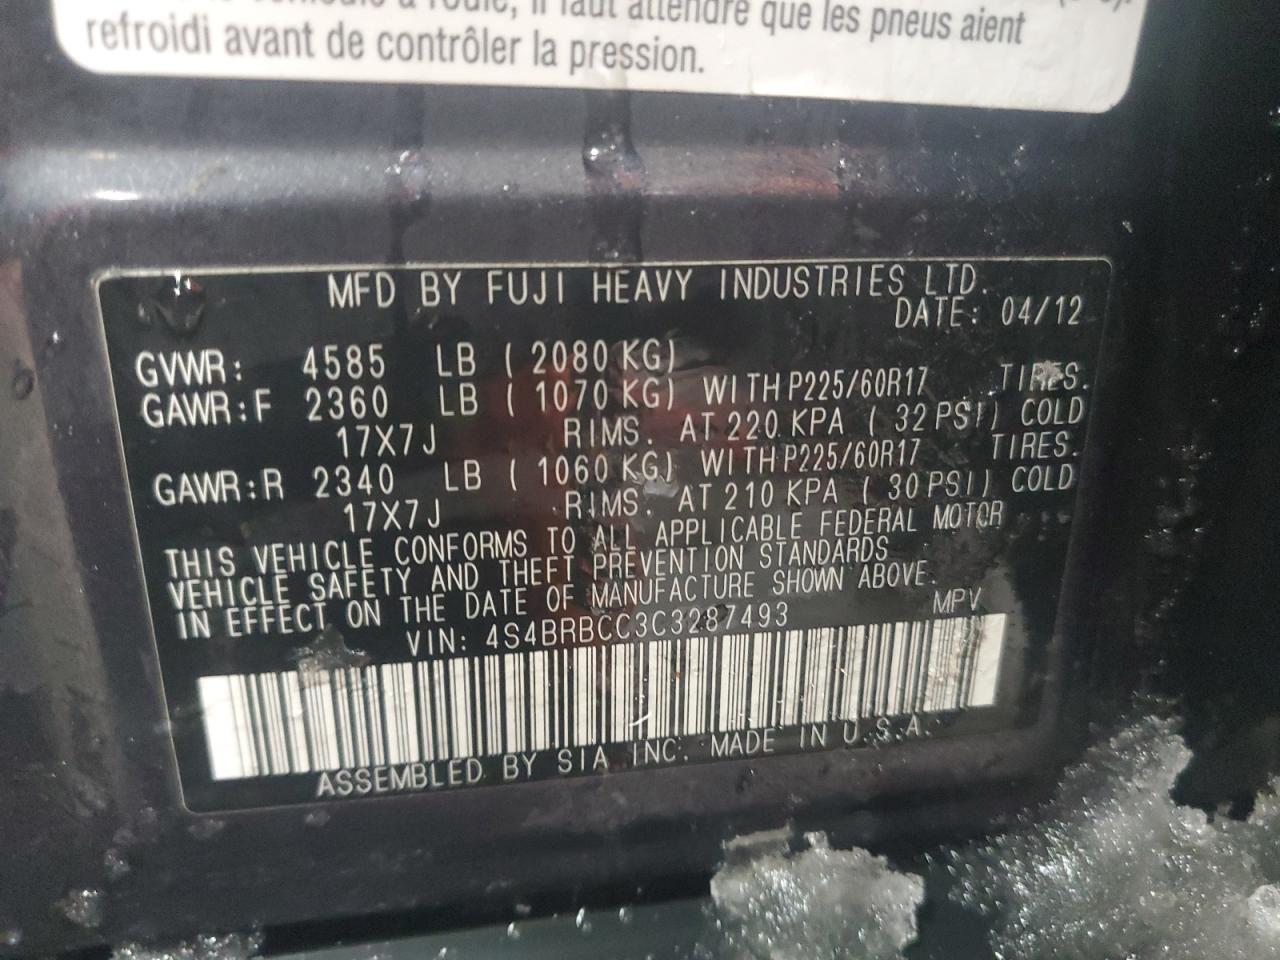 à roule, il faut attendre que les pneus aient
refroidi avant de contrôler la pression.
MFD BY FUJI HEAVY INDUSTRIES LTD.
DATE: 04/12
GVWR: 4585 LB ( 2080 KG)
GAWR:F 2360 LB ( 1070 KG) WITH P225/60R17 TIRES.
17X7J RIMS. AT 220 KPA ( 32 PSI) COLD
GAWR:R 2340 LB ( 1060 KG) WITH P225/60R17 TIRES.
17X7J RIMS. AT 210 KPA ( 30 PSI) COLD
THIS VEHICLE CONFORMS TO ALL APPLICABLE FEDERAL MOTOR
VEHICLE SAFETY AND THEFT PREVENTION STANDARDS
IN EFFECT ON THE DATE OF MANUFACTURE SHOWN ABOVE.
VIN: 4S4BRBCC3C3287493 MPV
ASSEMBLED BY SIA INC. MADE IN U.S.A.